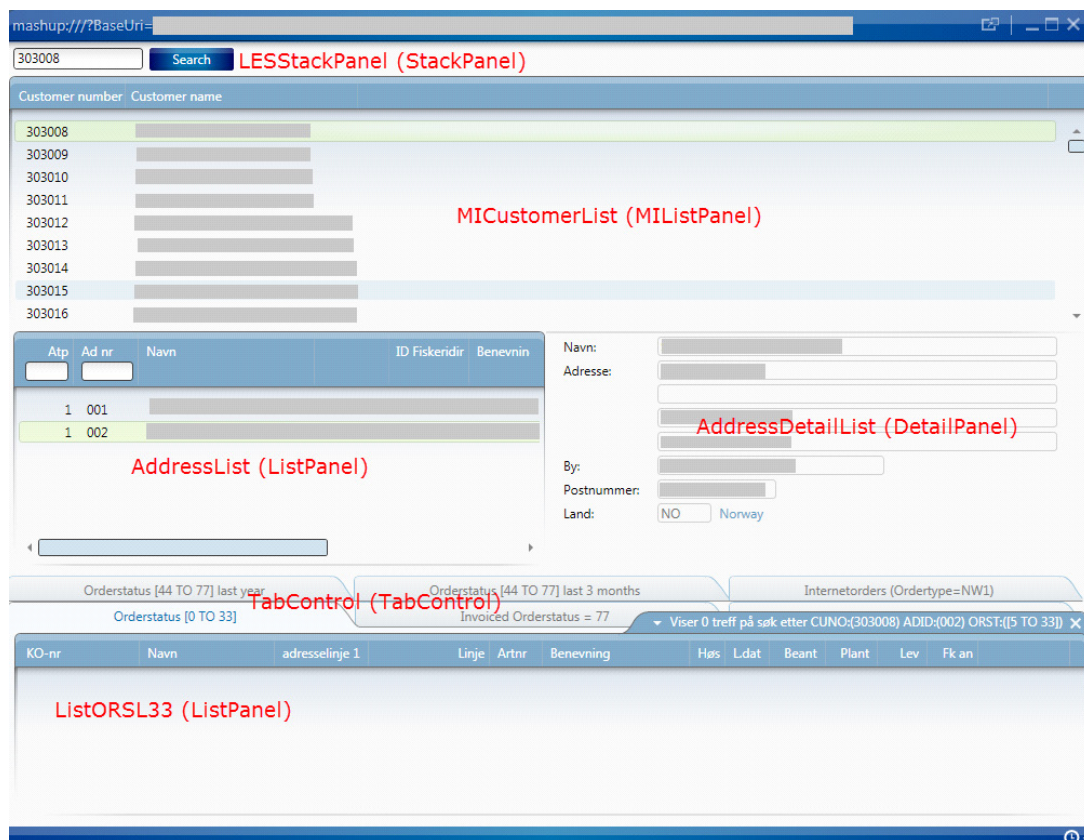 mashup:///?BaseUri=
303008 Search LESStackPanel (StackPanel)
Customer number Customer name
303008
303009
303010
303011
303012
MICustomerList (MIListPanel)
303013
303014
303015
303016
Atp Ad nr Navn ID Fiskeridir Benevnin
1 001
1 002
AddressList (ListPanel)
Navn:
Adresse:
AddressDetailList (DetailPanel)
By:
Postnummer:
Land: NO Norway
Orderstatus [44 TO 77] last year Orderstatus [44 TO 77] last 3 months Internetorders (Ordertype=NW1)
TabControl (TabControl)
Orderstatus [0 TO 33] Invoiced Orderstatus = 77 Viser 0 treff på søk etter CUNO:(303008) ADID:(002) ORST:([5 TO 33])
KO-nr Navn adresselinje 1 Linje Artnr Benevning Høs L.dat Beant Plant Lev Fk an
ListORSL33 (ListPanel)